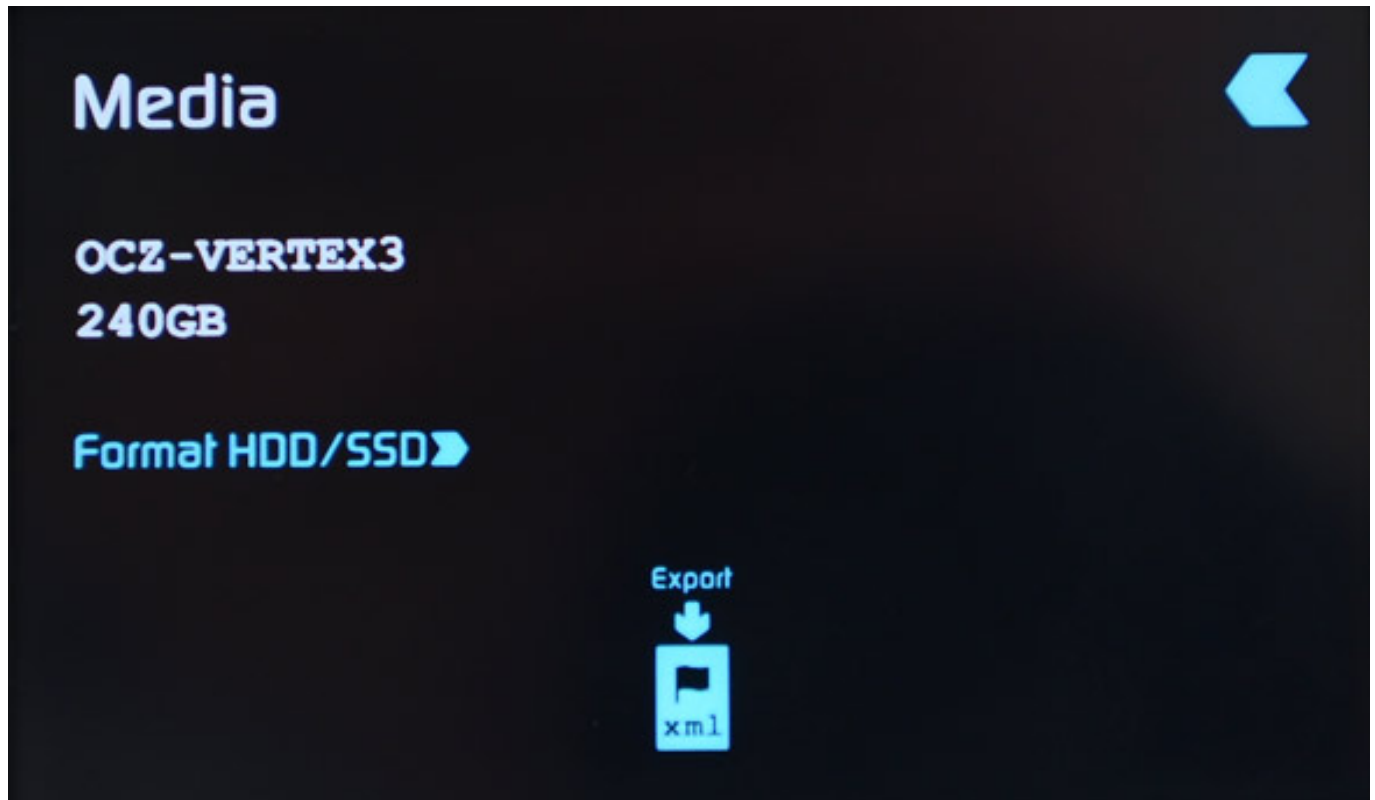 Media
OCZ-VERTEX3
240GB
Format HDD/SSD
Export
xml